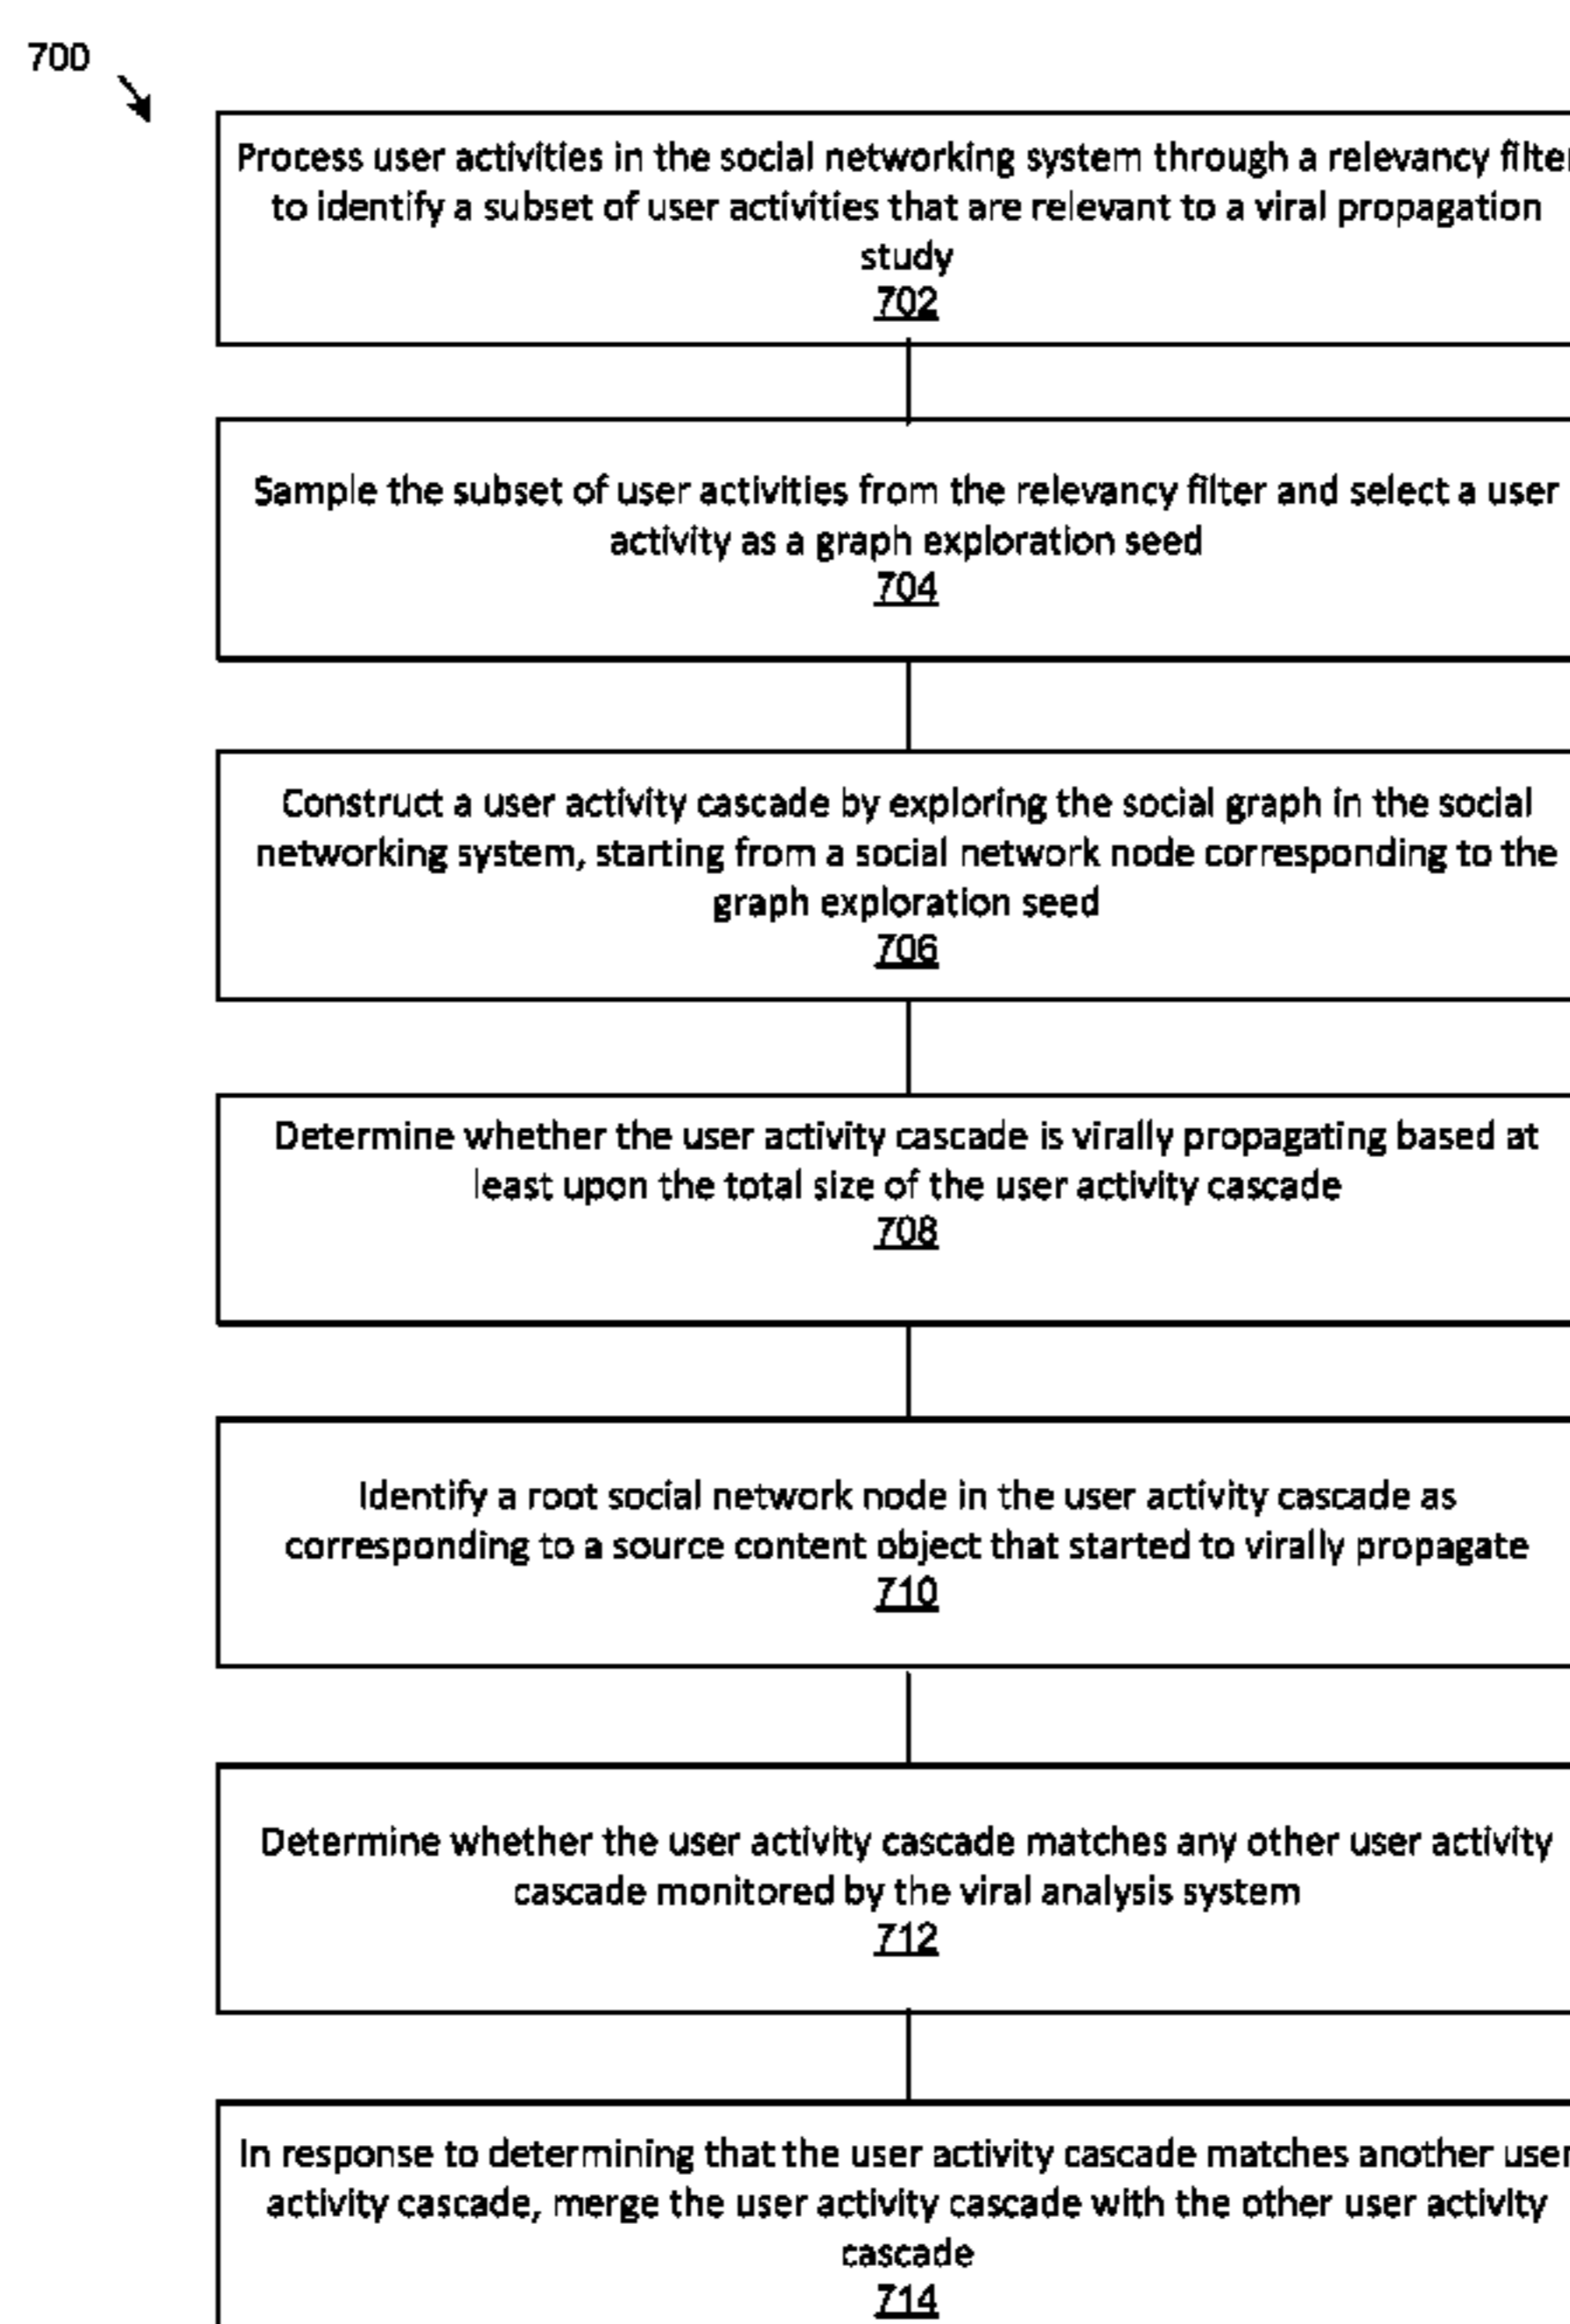 700
Process user activities in the social networking system through a relevancy filter
to identify a subset of user activities that are relevant to a viral propagation
study
702
Sample the subset of user activities from the relevancy filter and select a user
activity as a graph exploration seed
704
Construct a user activity cascade by exploring the social graph in the social
networking system, starting from a social network node corresponding to the
graph exploration seed
706
Determine whether the user activity cascade is virally propagating based at
least upon the total size of the user activity cascade
708
Identify a root social network node in the user activity cascade as
corresponding to a source content object that started to virally propagate
710
Determine whether the user activity cascade matches any other user activity
cascade monitored by the viral analysis system
712
In response to determining that the user activity cascade matches another user
activity cascade, merge the user activity cascade with the other user activity
cascade
714